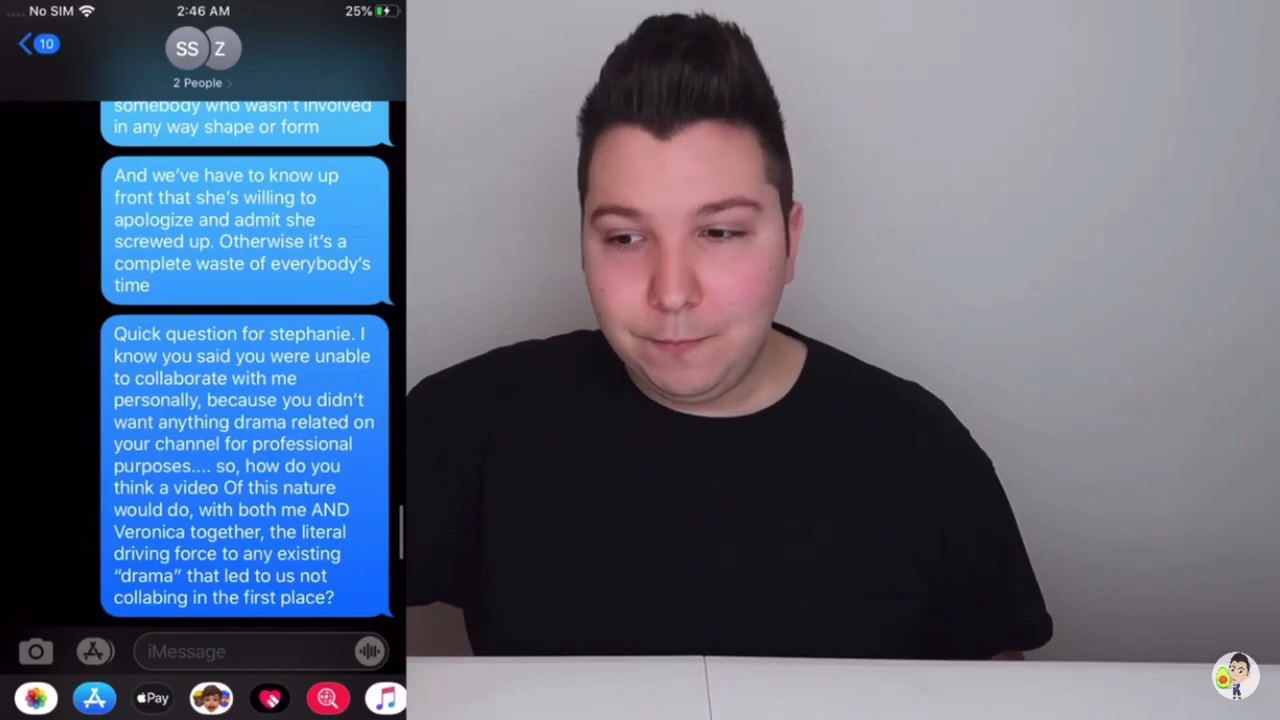 No SIM
2:46 AM
25%
10
SS
Z
2 People
somebody who wasn't involved
in any way shape or form
And we've have to know up
front that she's willing to
apologize and admit she
screwed up. Otherwise it's a
complete waste of everybody's
time
Quick question for stephanie. I
know you said you were unable
to collaborate with me
personally, because you didn't
want anything drama related on
your channel for professional
purposes.... so, how do you
think a video Of this nature
would do, with both me AND
Veronica together, the literal
driving force to any existing
“drama” that led to us not
collabing in the first place?
iMessage
Pay